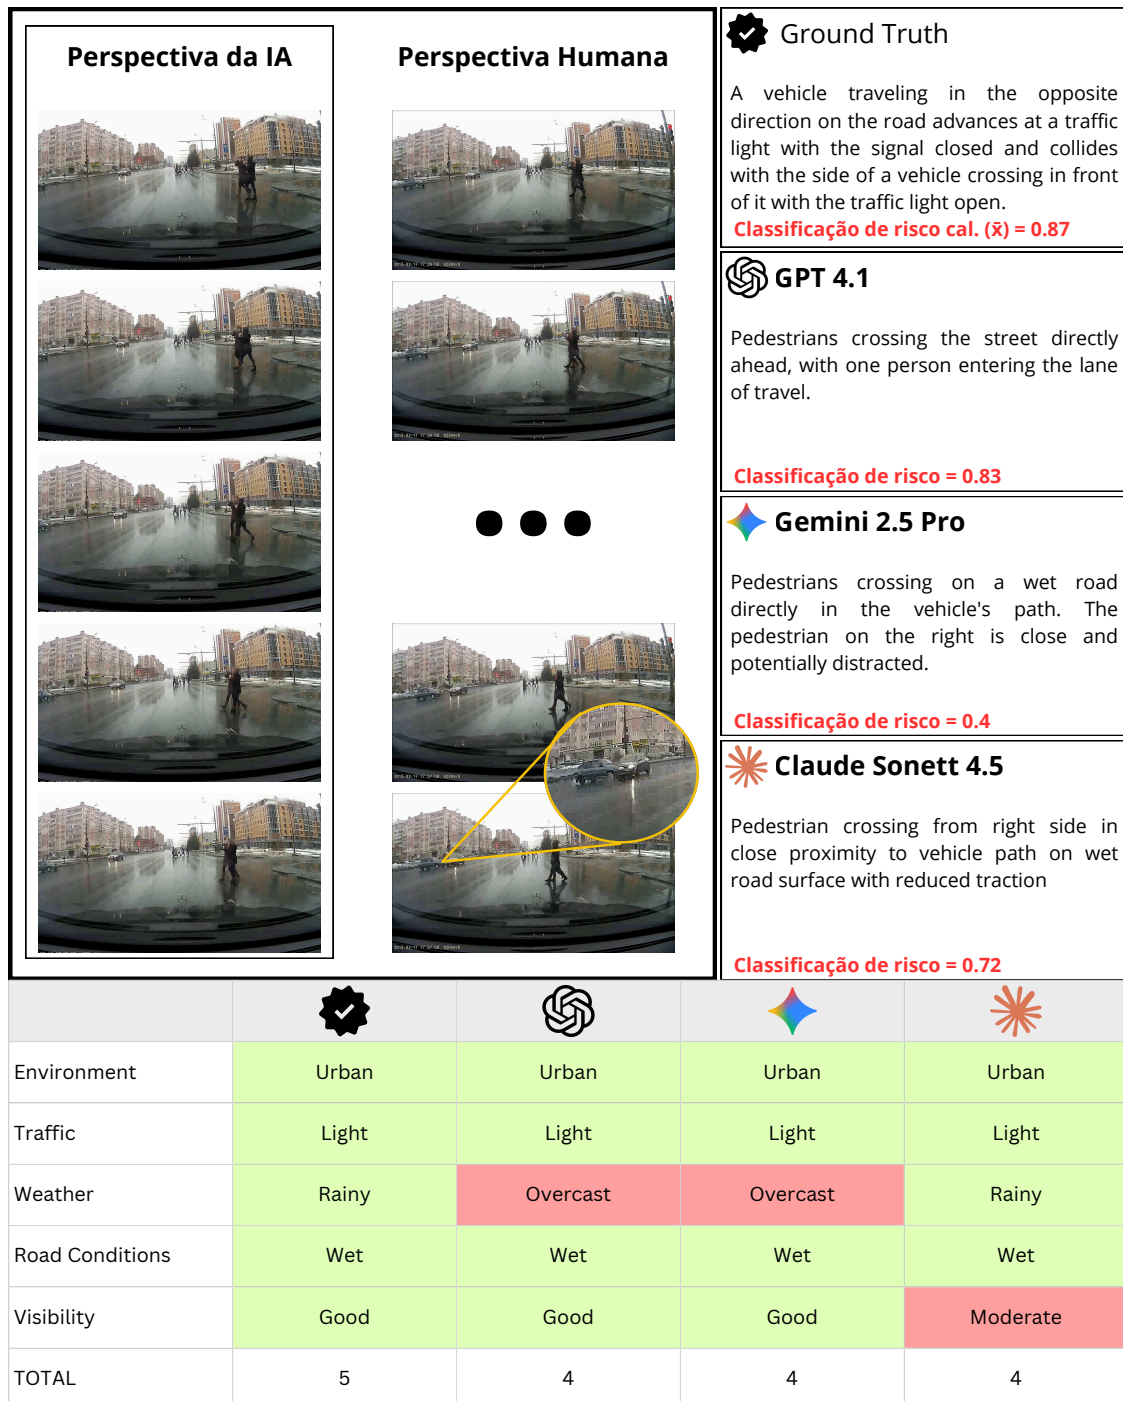 Perspectiva da IA
Perspectiva Humana
Ground Truth
A vehicle traveling in the opposite
direction on the road advances at a traffic
light with the signal closed and collides
with the side of a vehicle crossing in front
of it with the traffic light open.
Classificação de risco cal. (x̄) = 0.87
GPT 4.1
Pedestrians crossing the street directly
ahead, with one person entering the lane
of travel.
Classificação de risco = 0.83
Gemini 2.5 Pro
Pedestrians crossing on a wet road
directly in the vehicle's path. The
pedestrian on the right is close and
potentially distracted.
Classificação de risco = 0.4
Claude Sonett 4.5
Pedestrian crossing from right side in
close proximity to vehicle path on wet
road surface with reduced traction
Classificação de risco = 0.72
Environment Urban Urban Urban Urban
Traffic Light Light Light Light
Weather Rainy Overcast Overcast Rainy
Road Conditions Wet Wet Wet Wet
Visibility Good Good Good Moderate
TOTAL 5 4 4 4